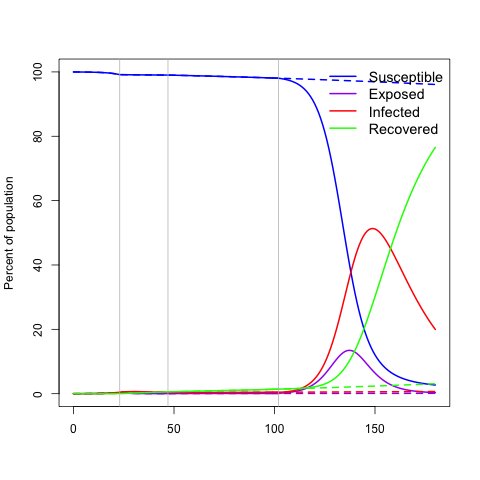 Percent of population
100
80
60
40
20
0
0 50 100 150
Susceptible
Exposed
Infected
Recovered